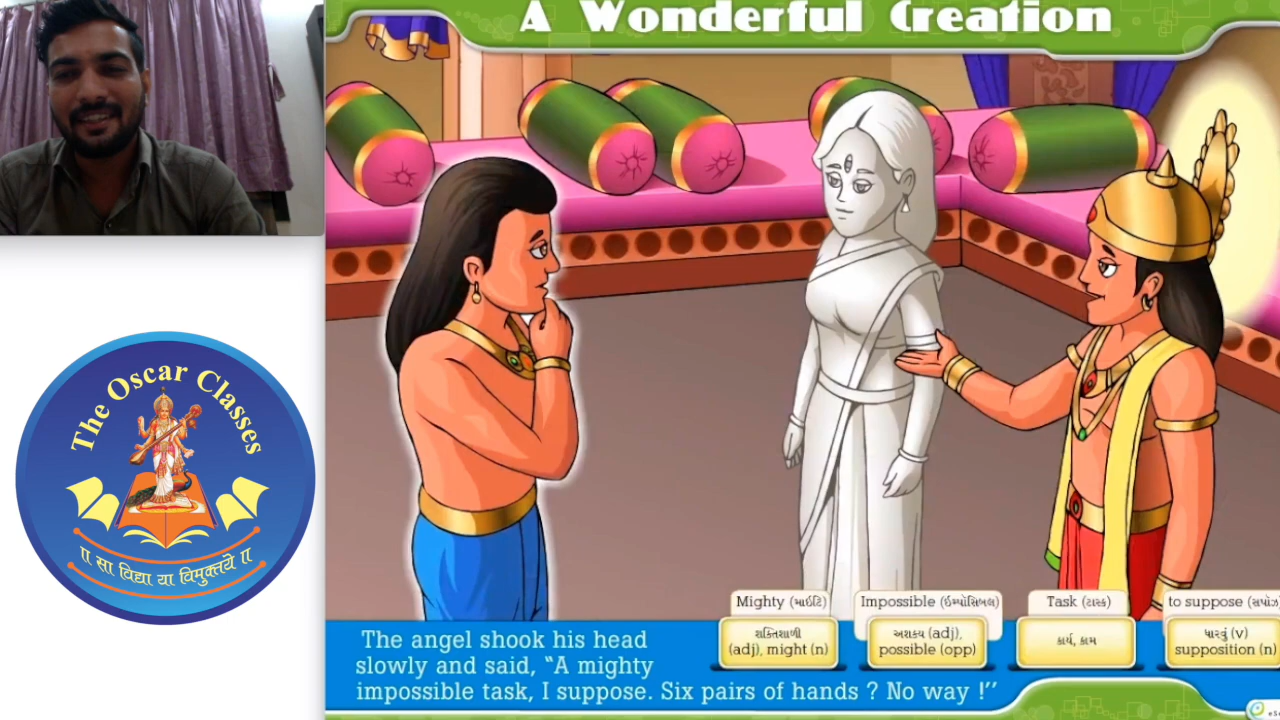 A Wonderful Creation
The Oscar Classes
॥ सा विद्या या विमुक्तये ॥
Mighty (માઇટિ)
શક્તિશાળી
(adj), might (n)
Impossible (ઇમ્પૉસિબલ)
અશક્ય (adj),
possible (opp)
Task (ટાસ્ક)
કાર્ય, કામ
to suppose (સપોઝ
ધારવું (v)
supposition (n)
The angel shook his head
slowly and said, “A mighty
impossible task, I suppose. Six pairs of hands ? No way !’’